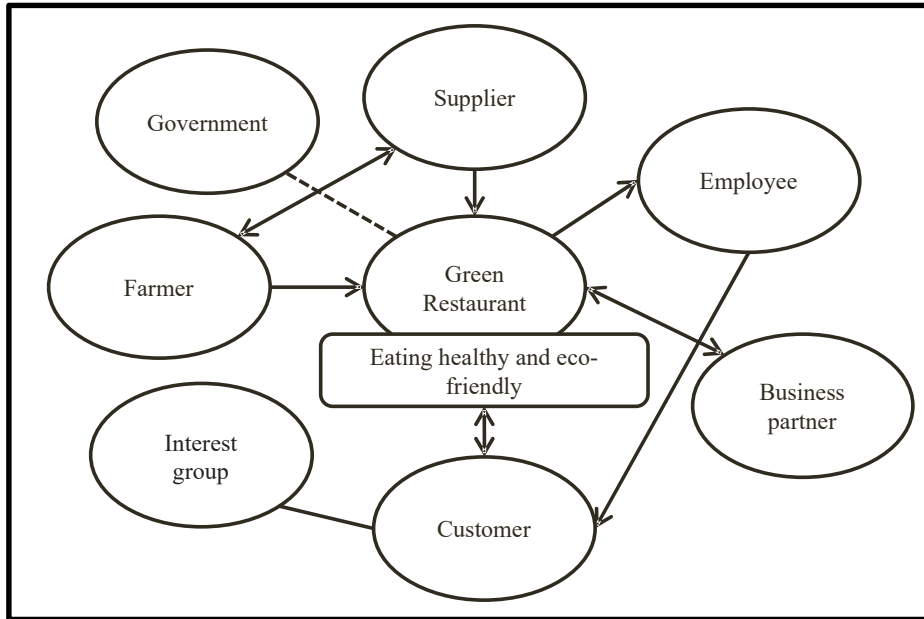 Supplier
Government
Employee
Green
Restaurant
Farmer
Eating healthy and eco-
friendly
Business
partner
Interest
group
Customer